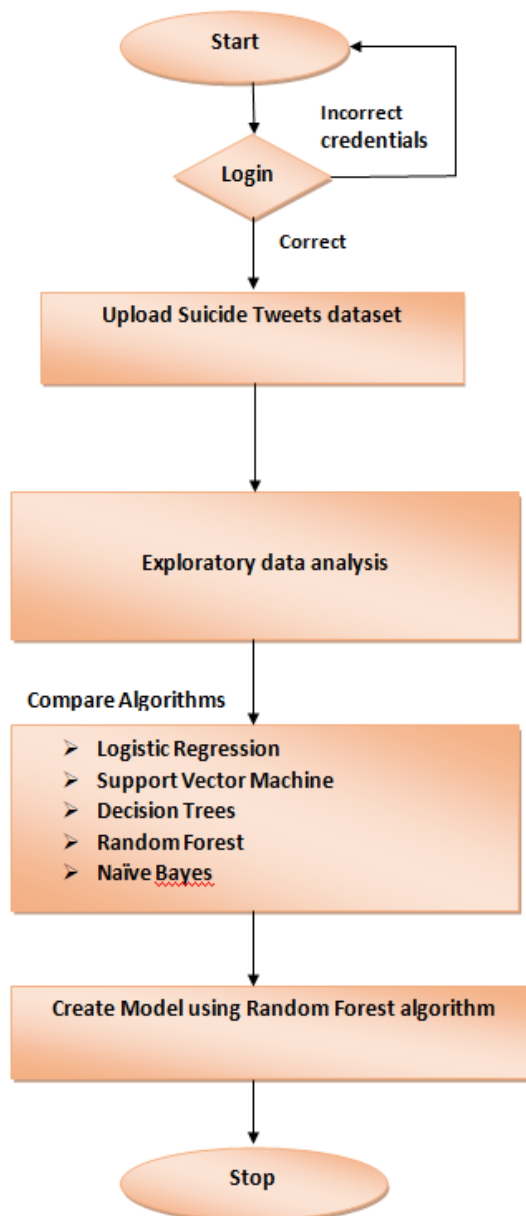 Start
Incorrect
credentials
Login
Correct
Upload Suicide Tweets dataset
Exploratory data analysis
Compare Algorithms
Logistic Regression
Support Vector Machine
Decision Trees
Random Forest
Naïve Bayes
Create Model using Random Forest algorithm
Stop